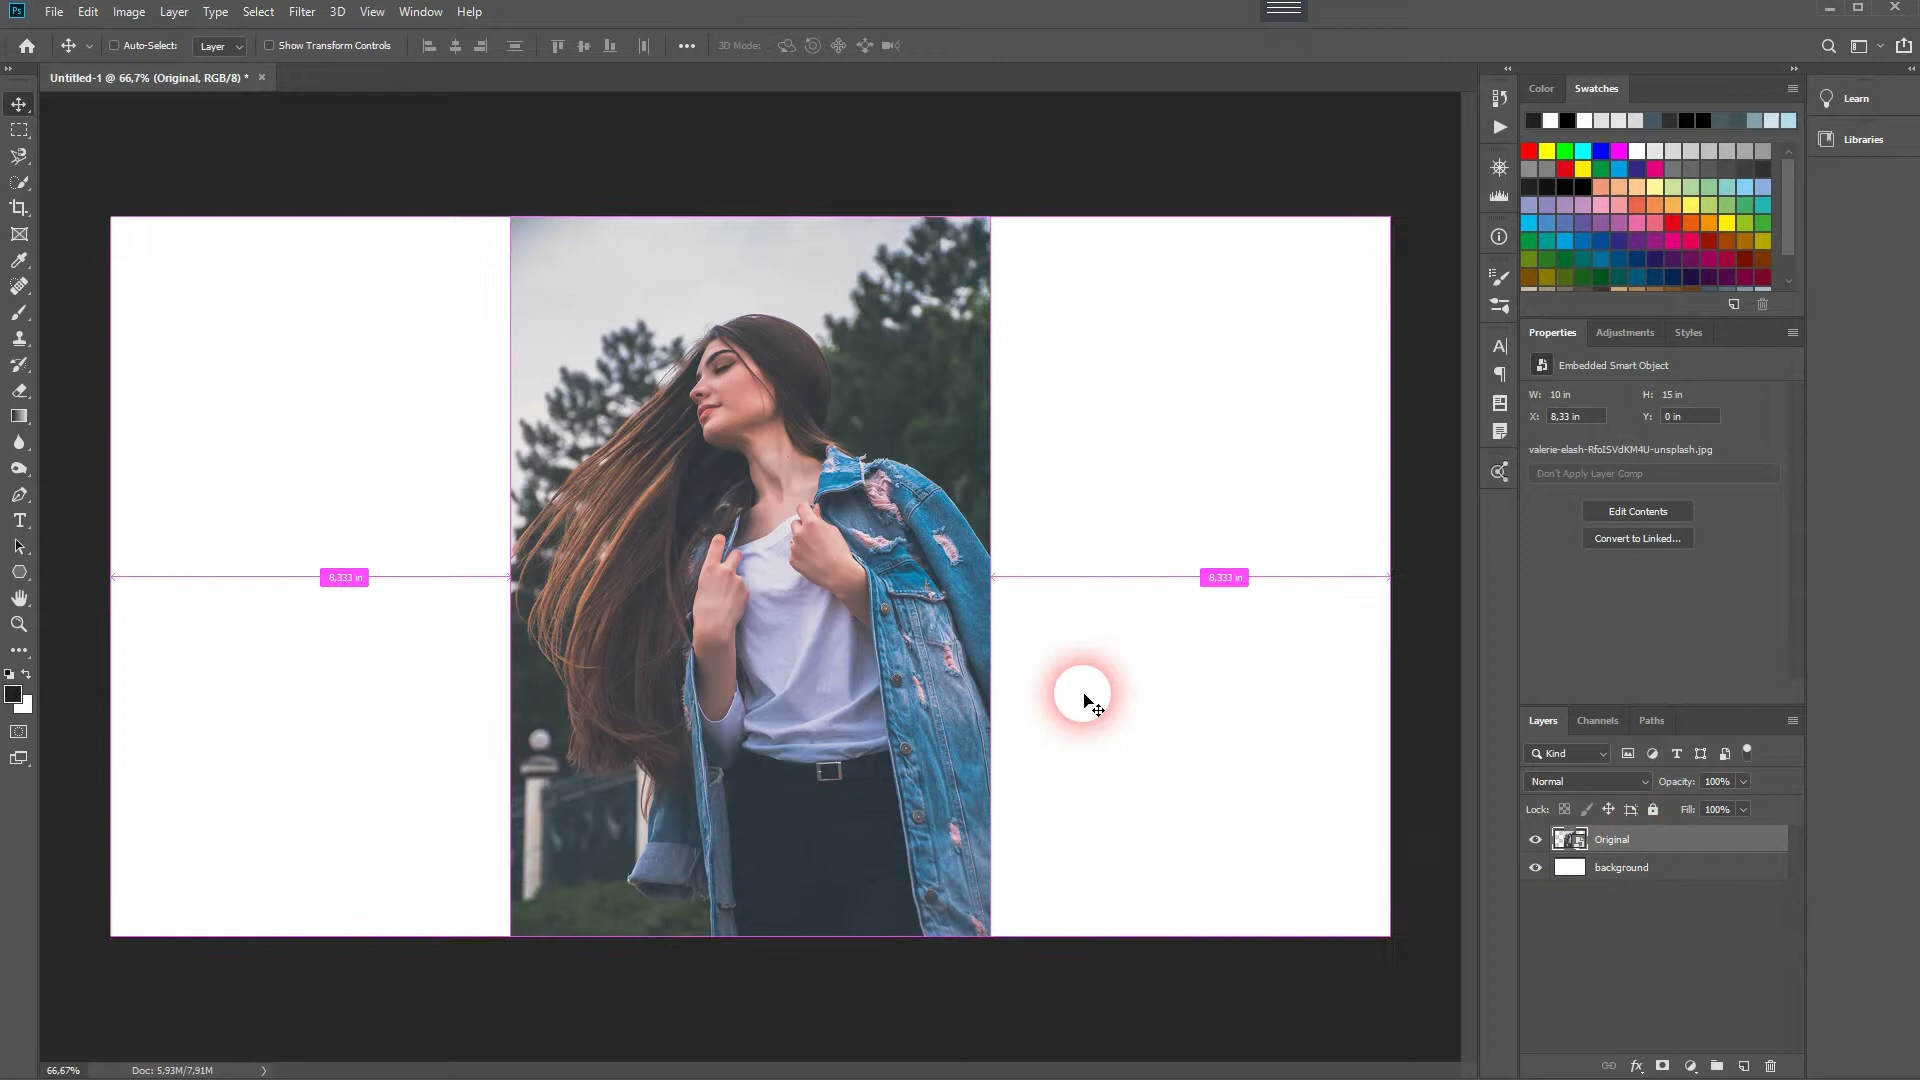 Ps File Edit Image Layer Type Select Filter 3D View Window Help
Auto-Select: Layer Show Transform Controls 3D Mode:
Untitled-1 @ 66,7% (Original, RGB/8) *
Color Swatches
Learn
Libraries
Properties Adjustments Styles
Embedded Smart Object
W: 10 in H: 15 in
X: 8,33 in Y: 0 in
valerie-elash-RfoISVdKM4U-unsplash.jpg
Don't Apply Layer Comp
Edit Contents
Convert to Linked...
8,333 in
8,333 in
Layers Channels Paths
Kind
Normal Opacity: 100%
Lock: Fill: 100%
Original
background
66,67% Doc: 5,93M/7,91M